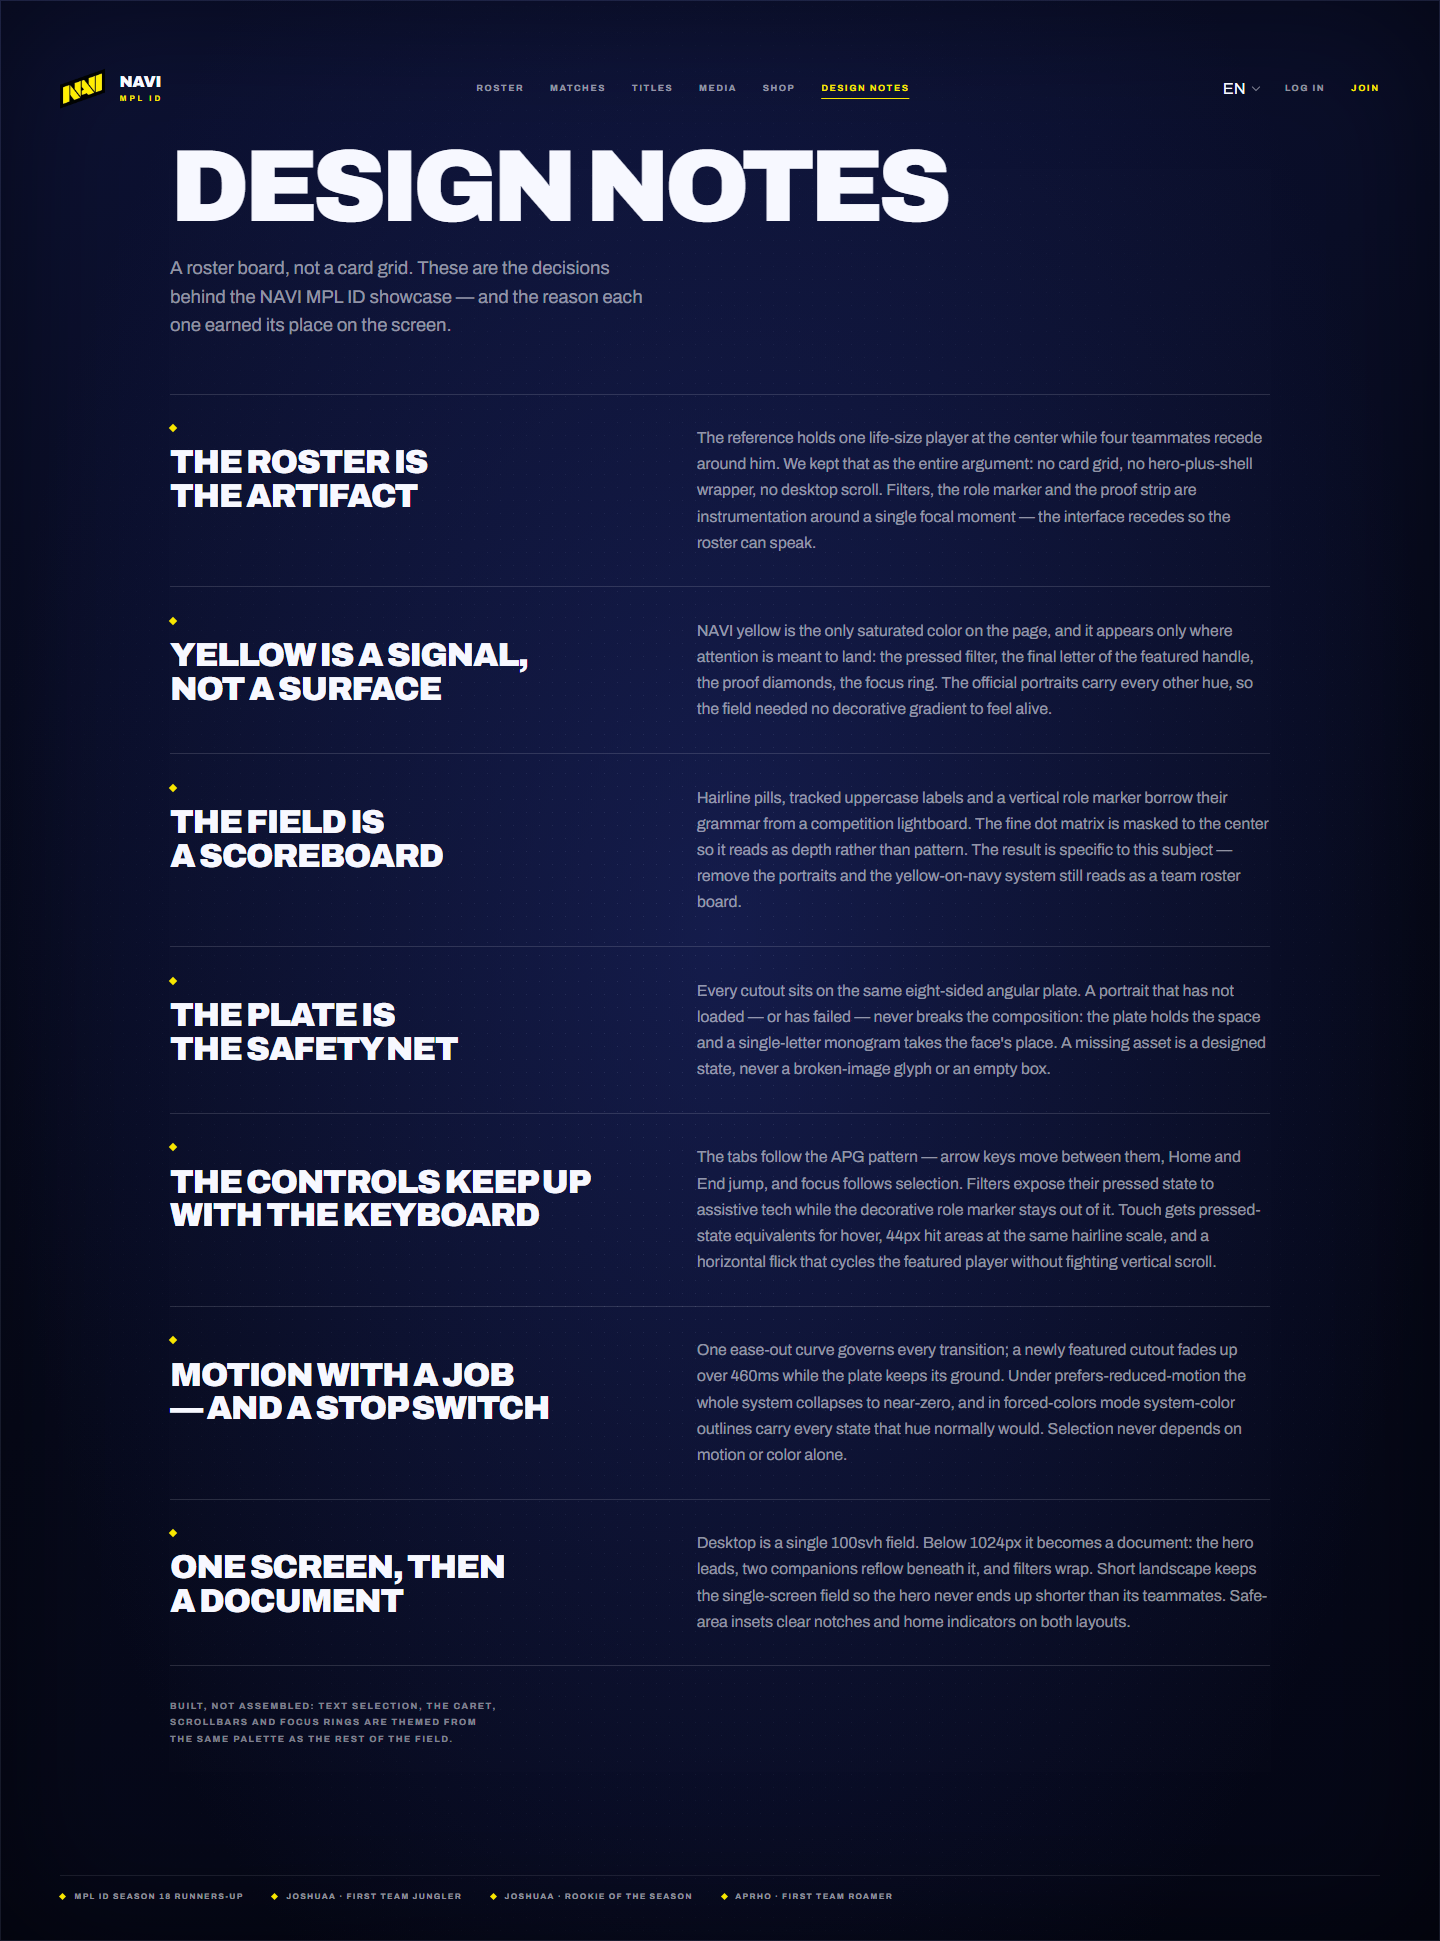 NAVI
NAVI
MPL ID
ROSTER
MATCHES
TITLES
MEDIA
SHOP
DESIGN NOTES
EN
LOG IN
JOIN
DESIGN NOTES
A roster board, not a card grid. These are the decisions
behind the NAVI MPL ID showcase — and the reason each
one earned its place on the screen.
THE ROSTER IS
THE ARTIFACT
The reference holds one life-size player at the center while four teammates recede
around him. We kept that as the entire argument: no card grid, no hero-plus-shell
wrapper, no desktop scroll. Filters, the role marker and the proof strip are
instrumentation around a single focal moment — the interface recedes so the
roster can speak.
YELLOW IS A SIGNAL,
NOT A SURFACE
NAVI yellow is the only saturated color on the page, and it appears only where
attention is meant to land: the pressed filter, the final letter of the featured handle,
the proof diamonds, the focus ring. The official portraits carry every other hue, so
the field needed no decorative gradient to feel alive.
THE FIELD IS
A SCOREBOARD
Hairline pills, tracked uppercase labels and a vertical role marker borrow their
grammar from a competition lightboard. The fine dot matrix is masked to the center
so it reads as depth rather than pattern. The result is specific to this subject —
remove the portraits and the yellow-on-navy system still reads as a team roster
board.
THE PLATE IS
THE SAFETY NET
Every cutout sits on the same eight-sided angular plate. A portrait that has not
loaded — or has failed — never breaks the composition: the plate holds the space
and a single-letter monogram takes the face's place. A missing asset is a designed
state, never a broken-image glyph or an empty box.
THE CONTROLS KEEP UP
WITH THE KEYBOARD
The tabs follow the APG pattern — arrow keys move between them, Home and
End jump, and focus follows selection. Filters expose their pressed state to
assistive tech while the decorative role marker stays out of it. Touch gets pressed-
state equivalents for hover, 44px hit areas at the same hairline scale, and a
horizontal flick that cycles the featured player without fighting vertical scroll.
MOTION WITH A JOB
— AND A STOP SWITCH
One ease-out curve governs every transition; a newly featured cutout fades up
over 460ms while the plate keeps its ground. Under prefers-reduced-motion the
whole system collapses to near-zero, and in forced-colors mode system-color
outlines carry every state that hue normally would. Selection never depends on
motion or color alone.
ONE SCREEN, THEN
A DOCUMENT
Desktop is a single 100svh field. Below 1024px it becomes a document: the hero
leads, two companions reflow beneath it, and filters wrap. Short landscape keeps
the single-screen field so the hero never ends up shorter than its teammates. Safe-
area insets clear notches and home indicators on both layouts.
BUILT, NOT ASSEMBLED: TEXT SELECTION, THE CARET,
SCROLLBARS AND FOCUS RINGS ARE THEMED FROM
THE SAME PALETTE AS THE REST OF THE FIELD.
MPL ID SEASON 18 RUNNERS-UP
JOSHUAA · FIRST TEAM JUNGLER
JOSHUAA · ROOKIE OF THE SEASON
APRHO · FIRST TEAM ROAMER